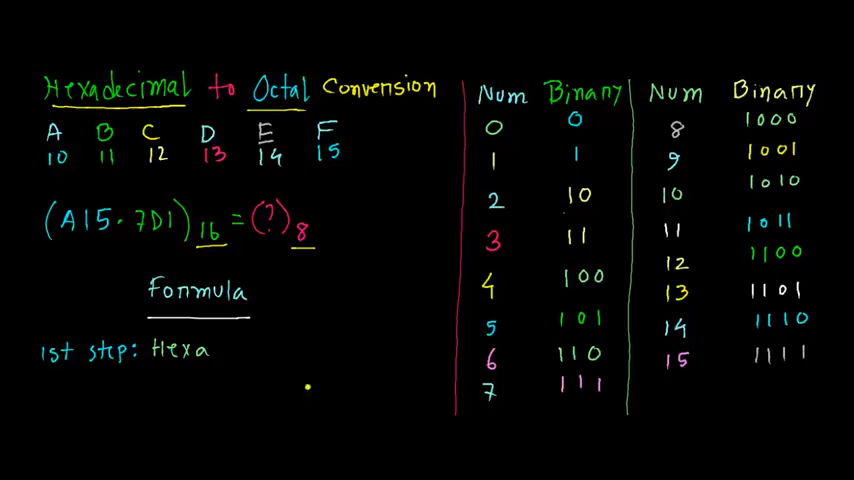 Hexadecimal to Octal Conversion
A B C D E F
10 11 12 13 14 15
(A15.7D1)16 = (?)8
Formula
1st step: Hexa
Num Binary Num Binary
0 0 8 1000
1 1 9 1001
2 10 10 1010
3 11 11 1011
4 100 12 1100
5 101 13 1101
6 110 14 1110
7 111 15 1111